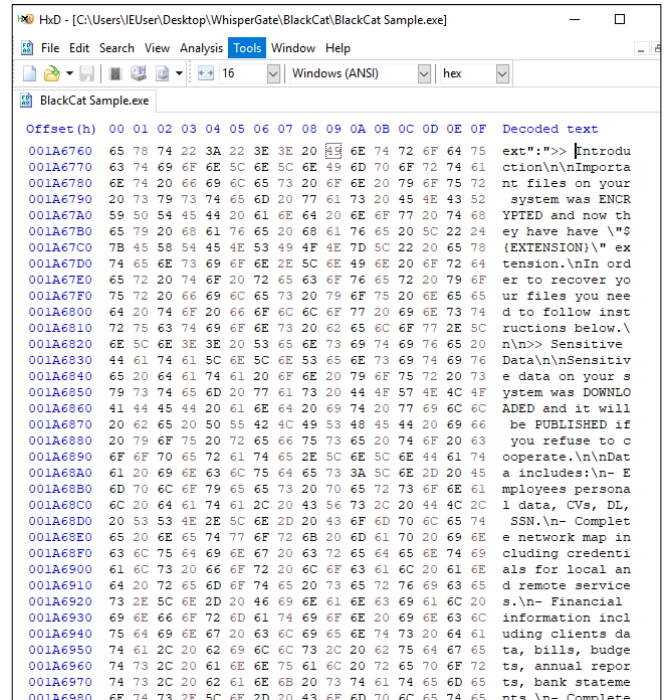 HxD - [C:\Users\IEUser\Desktop\WhisperGate\BlackCat\BlackCat Sample.exe]
File Edit Search View Analysis Tools Window Help
16 Windows (ANSI) hex
BlackCat Sample.exe
Offset(h) 00 01 02 03 04 05 06 07 08 09 0A 0B 0C 0D 0E 0F Decoded text
001A6760 65 78 74 22 3A 22 3E 3E 20 49 6E 74 72 6F 64 75 ext":">> Introdu
001A6770 63 74 69 6F 6E 5C 6E 5C 6E 49 6D 70 6F 72 74 61 ction\n\nImporta
001A6780 6E 74 20 66 69 6C 65 73 20 6F 6E 20 79 6F 75 72 nt files on your
001A6790 20 73 79 73 74 65 6D 20 77 61 73 20 45 4E 43 52 system was ENCR
001A67A0 59 50 54 45 44 20 61 6E 64 20 6E 6F 77 20 74 68 YPTED and now th
001A67B0 65 79 20 68 61 76 65 20 68 61 76 65 20 5C 22 24 ey have have \"$
001A67C0 7B 45 58 54 45 4E 53 49 4F 4E 7D 5C 22 20 65 78 {EXTENSION}\" ex
001A67D0 74 65 6E 73 69 6F 6E 2E 5C 6E 49 6E 20 6F 72 64 tension.\nIn ord
001A67E0 65 72 20 74 6F 20 72 65 63 6F 76 65 72 20 79 6F er to recover yo
001A67F0 75 72 20 66 69 6C 65 73 20 79 6F 75 20 6E 65 65 ur files you nee
001A6800 64 20 74 6F 20 66 6F 6C 6C 6F 77 20 69 6E 73 74 d to follow inst
001A6810 72 75 63 74 69 6F 6E 73 20 62 65 6C 6F 77 2E 5C ructions below.\
001A6820 6E 5C 6E 3E 3E 20 53 65 6E 73 69 74 69 76 65 20 n\n>> Sensitive
001A6830 44 61 74 61 5C 6E 5C 6E 53 65 6E 73 69 74 69 76 Data\n\nSensitiv
001A6840 65 20 64 61 74 61 20 6F 6E 20 79 6F 75 72 20 73 e data on your s
001A6850 79 73 74 65 6D 20 77 61 73 20 44 4F 57 4E 4C 4F ystem was DOWNLO
001A6860 41 44 45 44 20 61 6E 64 20 69 74 20 77 69 6C 6C ADED and it will
001A6870 20 62 65 20 50 55 42 4C 49 53 48 45 44 20 69 66 be PUBLISHED if
001A6880 20 79 6F 75 20 72 65 66 75 73 65 20 74 6F 20 63 you refuse to c
001A6890 6F 6F 70 65 72 61 74 65 2E 5C 6E 5C 6E 44 61 74 ooperate.\n\nDat
001A68A0 61 20 69 6E 63 6C 75 64 65 73 3A 5C 6E 2D 20 45 a includes:\n- E
001A68B0 6D 70 6C 6F 79 65 65 73 20 70 65 72 73 6F 6E 61 mployees persona
001A68C0 6C 20 64 61 74 61 2C 20 43 56 73 2C 20 44 4C 2C l data, CVs, DL,
001A68D0 20 53 53 4E 2E 5C 6E 2D 20 43 6F 6D 70 6C 65 74 SSN.\n- Complet
001A68E0 65 20 6E 65 74 77 6F 72 6B 20 6D 61 70 20 69 6E e network map in
001A68F0 63 6C 75 64 69 6E 67 20 63 72 65 64 65 6E 74 69 cluding credenti
001A6900 61 6C 73 20 66 6F 72 20 6C 6F 63 61 6C 20 61 6E als for local an
001A6910 64 20 72 65 6D 6F 74 65 20 73 65 72 76 69 63 65 d remote service
001A6920 73 2E 5C 6E 2D 20 46 69 6E 61 6E 63 69 61 6C 20 s.\n- Financial
001A6930 69 6E 66 6F 72 6D 61 74 69 6F 6E 20 69 6E 63 6C information incl
001A6940 75 64 69 6E 67 20 63 6C 69 65 6E 74 73 20 64 61 uding clients da
001A6950 74 61 2C 20 62 69 6C 6C 73 2C 20 62 75 64 67 65 ta, bills, budge
001A6960 74 73 2C 20 61 6E 6E 75 61 6C 20 72 65 70 6F 72 ts, annual repor
001A6970 74 73 2C 20 62 61 6E 6B 20 73 74 61 74 65 6D 65 ts, bank stateme
001A6980 6E 74 73 2E 5C 6E 2D 20 43 6F 6D 70 6C 65 74 65 nts.\n- Complete